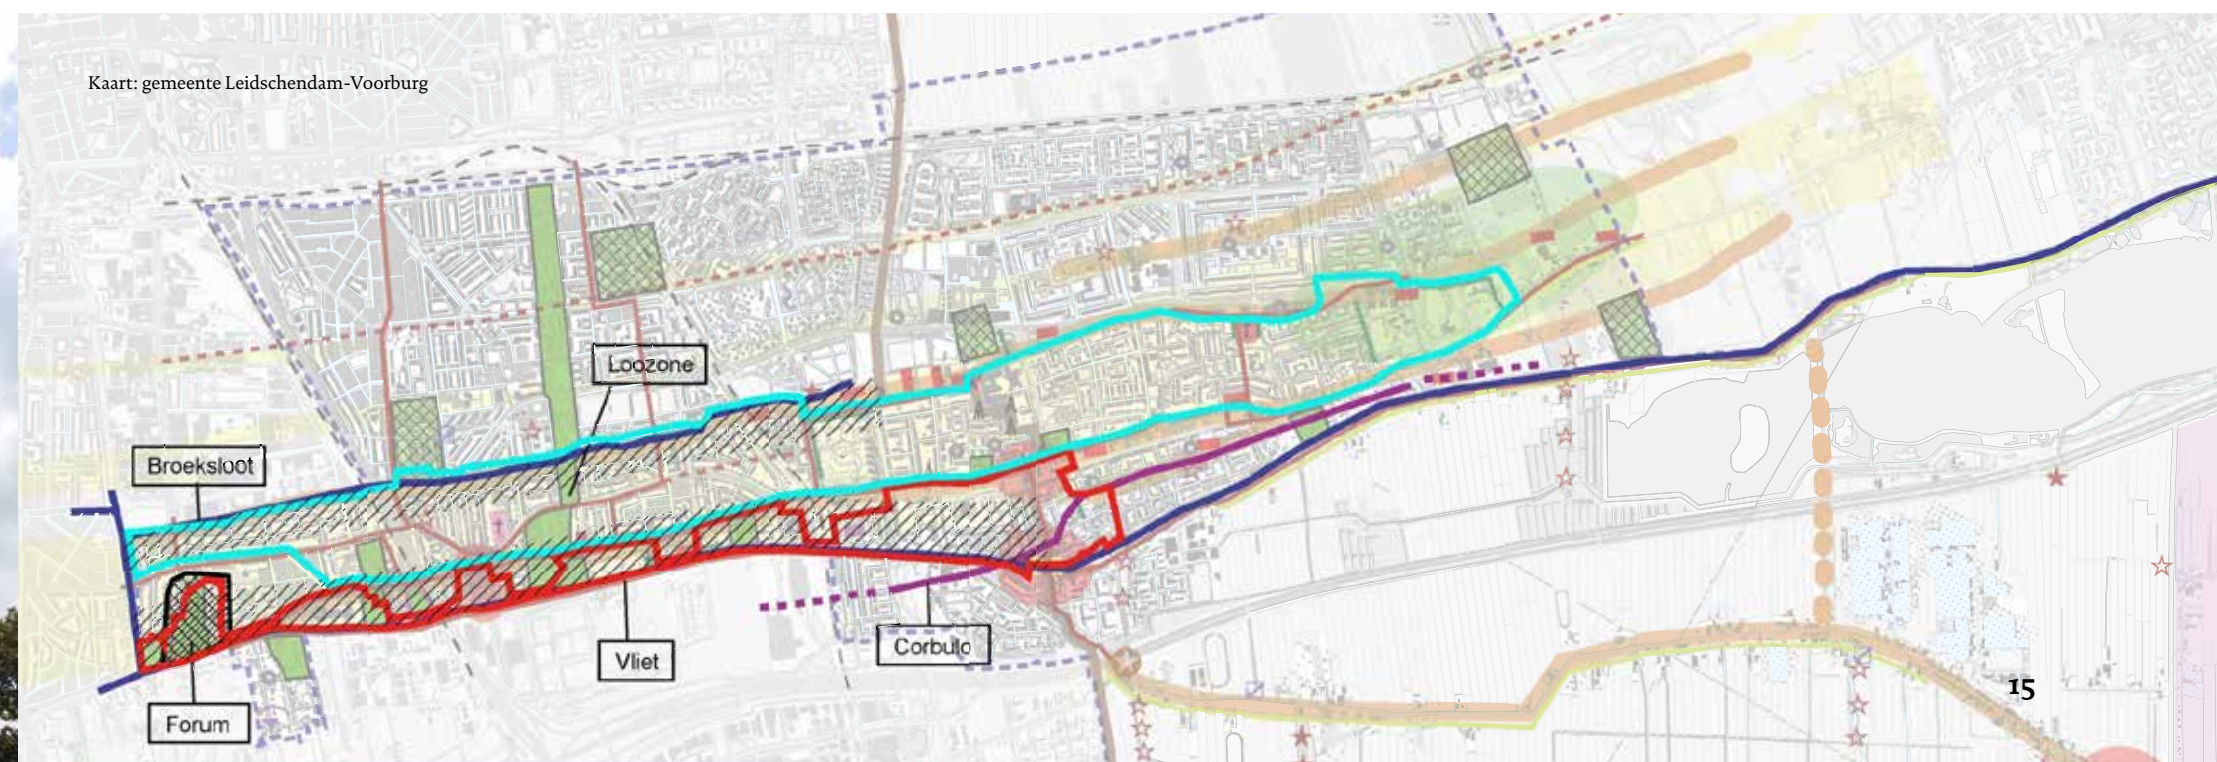 Kaart: gemeente Leidschendam-Voorburg
Loozone
Broeksloot
Corbulo
Vliet
15
Forum